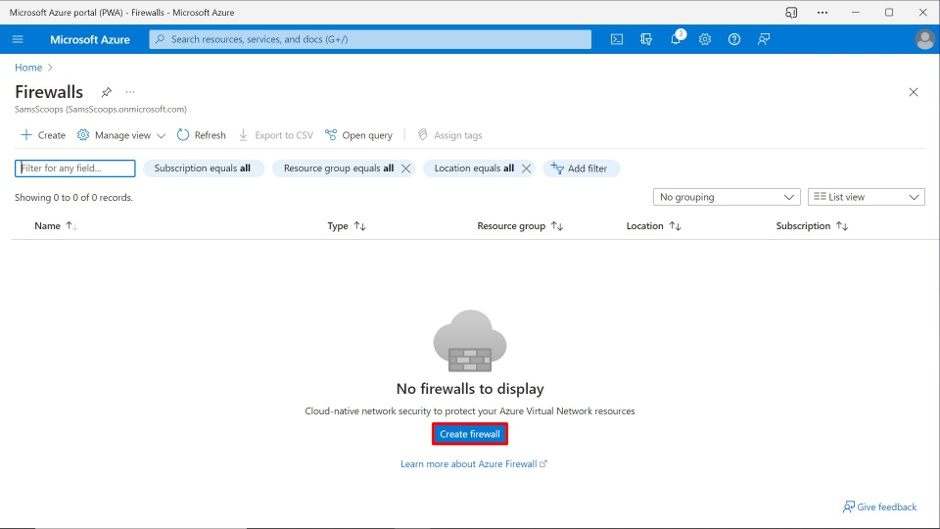 Microsoft Azure portal (PWA) - Firewalls - Microsoft Azure
Microsoft Azure
Search resources, services, and docs (G+/)
3
Home
Firewalls
SamsScoops (SamsScoops.onmicrosoft.com)
Create
Manage view
Refresh
Export to CSV
Open query
Assign tags
Filter for any field...
Subscription equals all
Resource group equals all
Location equals all
Add filter
Showing 0 to 0 of 0 records.
No grouping
List view
Name
Type
Resource group
Location
Subscription
No firewalls to display
Cloud-native network security to protect your Azure Virtual Network resources
Create firewall
Learn more about Azure Firewall
Give feedback